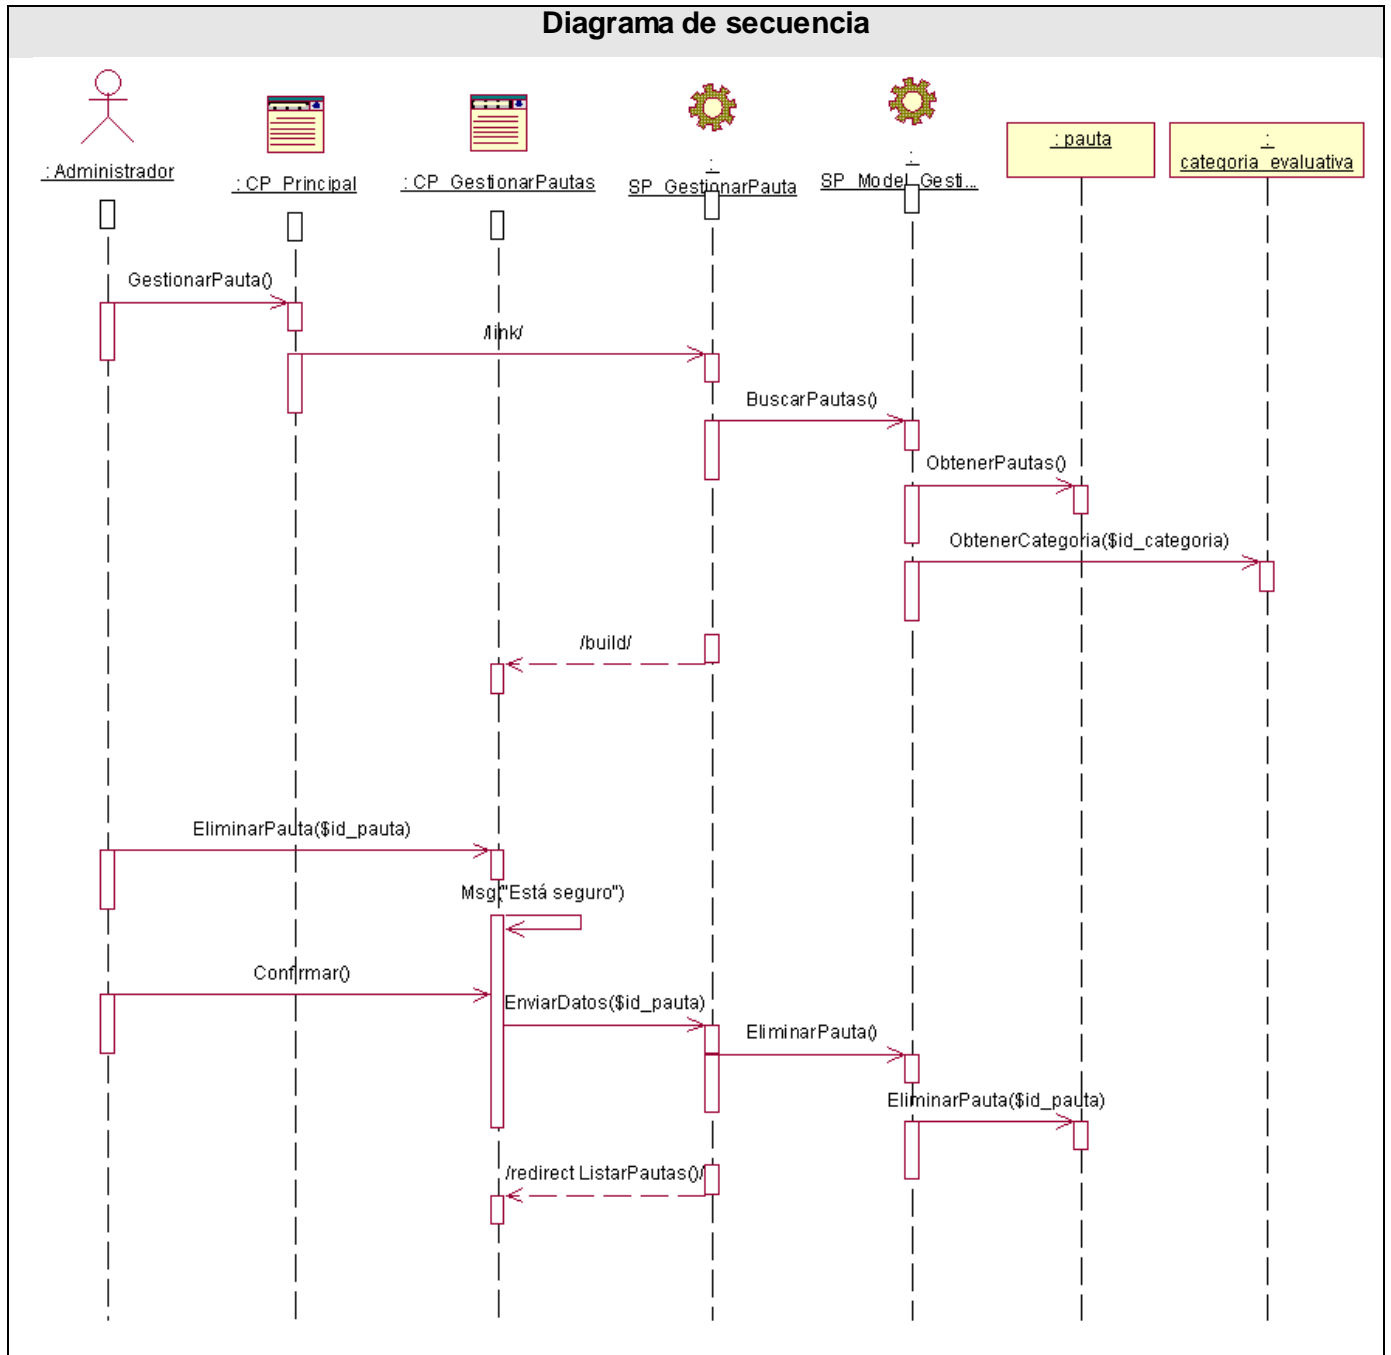 Diagrama de secuencia
: Administrador
: CP_Principal
: CP_GestionarPautas
:
SP_GestionarPauta
:
SP_Model_Gesti...
: pauta
:
categoria_evaluativa
GestionarPauta()
/link/
BuscarPautas()
ObtenerPautas()
ObtenerCategoria($id_categoria)
/build/
EliminarPauta($id_pauta)
Msg("Está seguro")
Confirmar()
EnviarDatos($id_pauta)
EliminarPauta()
EliminarPauta($id_pauta)
/redirect ListarPautas()/